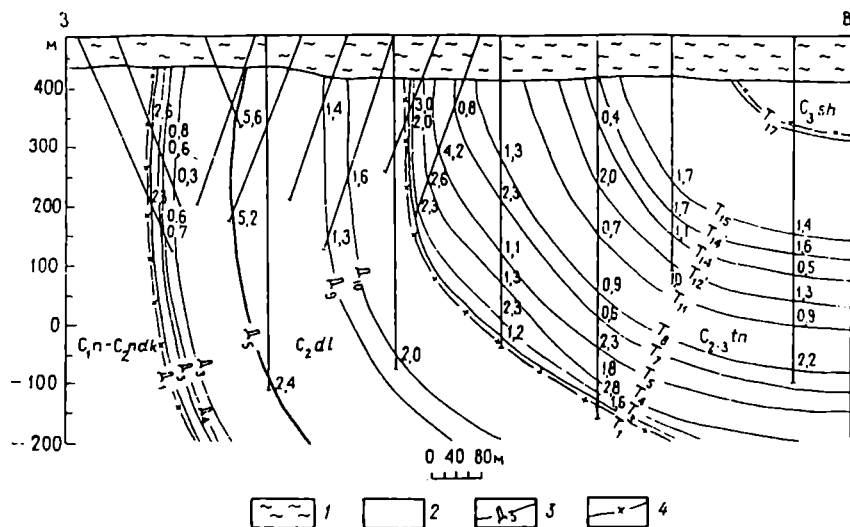 З В
м
400
300
200
100
0
-100
-200
2,6
0,8
0,6
0,3
2,3
0,6
0,7
5,6
5,2
2,4
1,4
1,6
1,3
2,0
3,0
2,0
0,8
4,2
2,6
2,3
1,3
2,3
1,1
1,3
2,3
1,2
0,4
2,0
0,7
0,9
0,6
2,3
1,8
2,8
1,6
1,7
1,7
1,1
1,4
1,6
0,5
1,3
0,9
2,2
C₃sh
T₁₇
T₁₅
T₁₄'
T₁₄
T₁₂'
T₁₁
C₂₋₃tn
T₈
T₇
T₅
T₄
T₁
C₁n-C₂ndk
C₂dl
Д₁
Д₃
Д₄
Д₅
Д₉
Д₁₀
0 40 80м
1 2 Д₅ 3 4